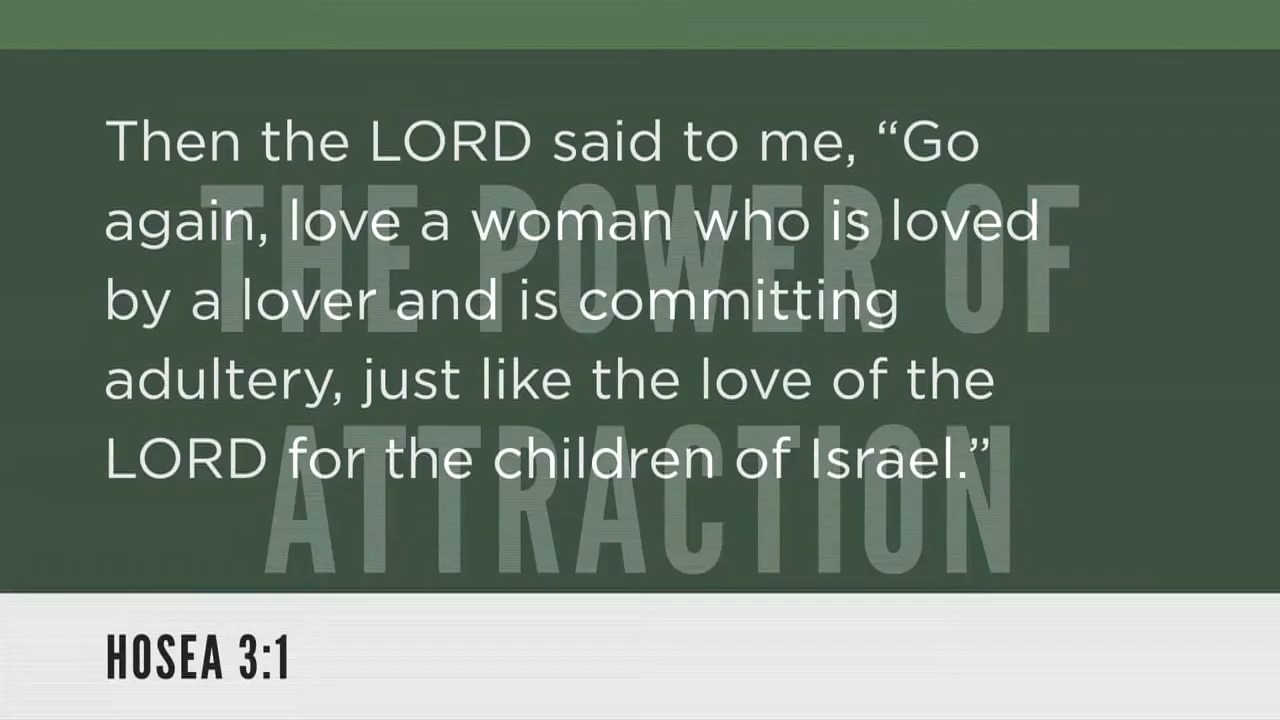 Then the LORD said to me, “Go
again, love a woman who is loved
by a lover and is committing
adultery, just like the love of the
LORD for the children of Israel.”
THE POWER OF
ATTRACTION
HOSEA 3:1